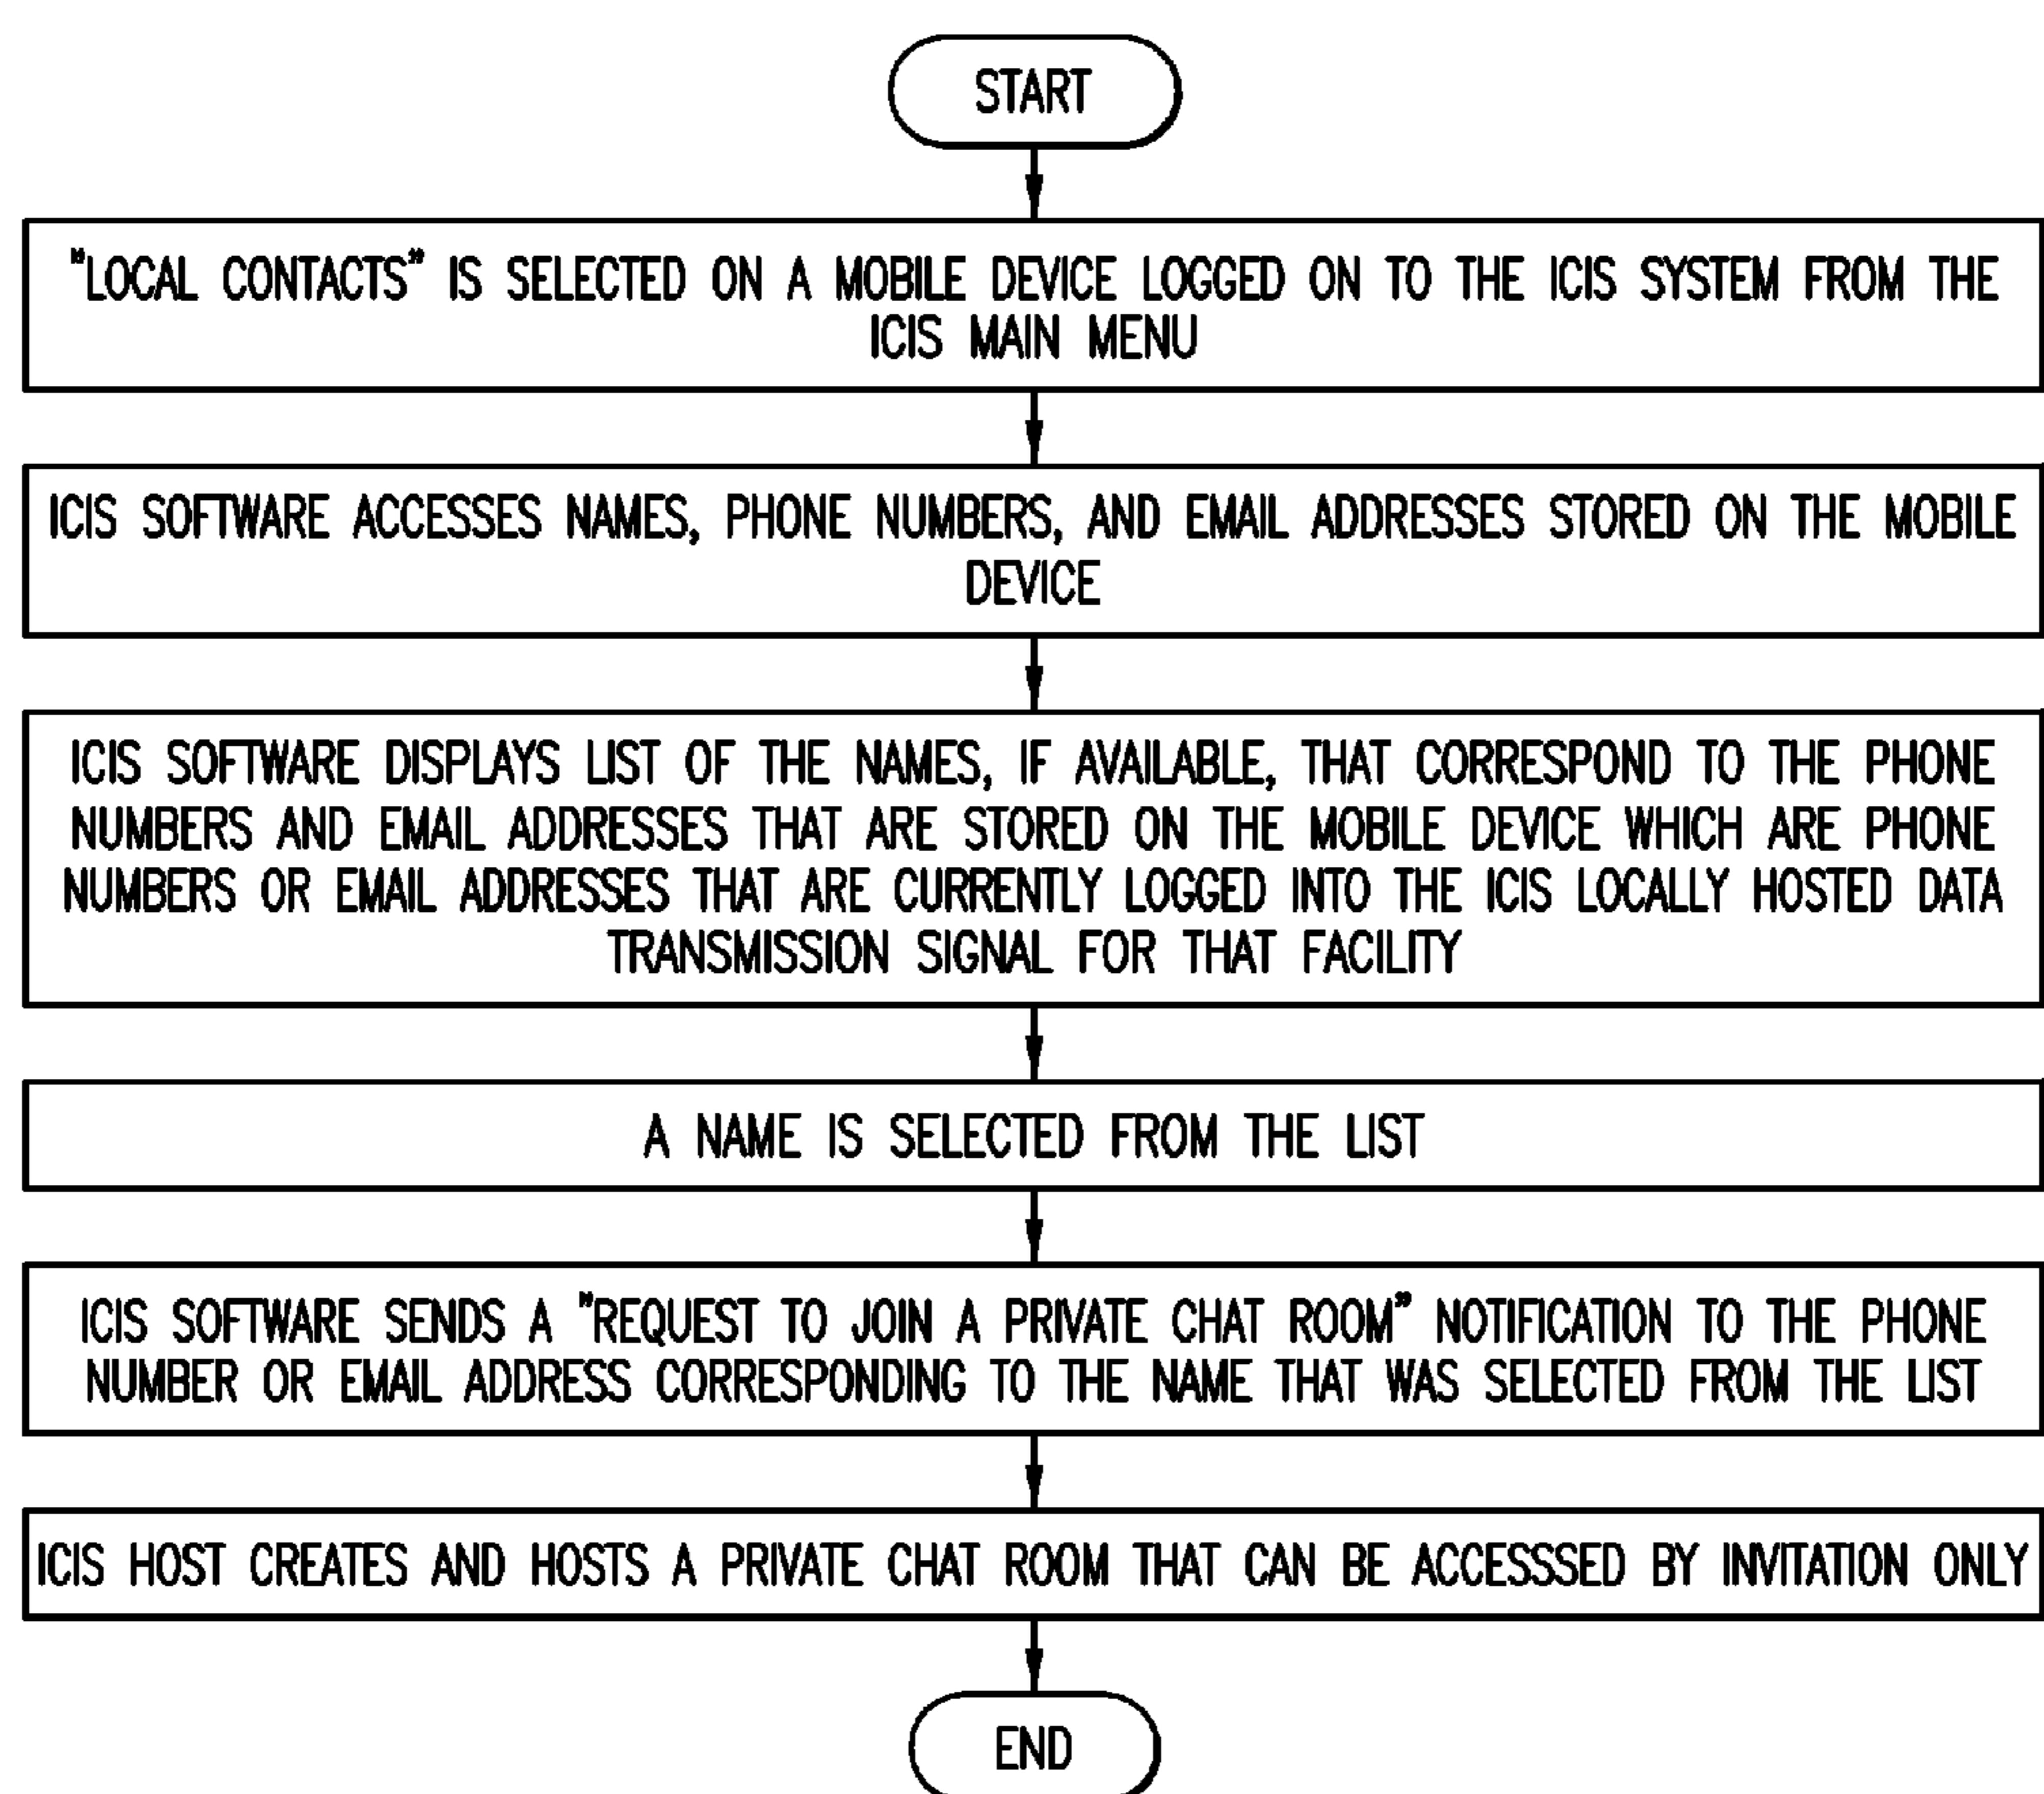 START
"LOCAL CONTACTS" IS SELECTED ON A MOBILE DEVICE LOGGED ON TO THE ICIS SYSTEM FROM THE
ICIS MAIN MENU
ICIS SOFTWARE ACCESSES NAMES, PHONE NUMBERS, AND EMAIL ADDRESSES STORED ON THE MOBILE
DEVICE
ICIS SOFTWARE DISPLAYS LIST OF THE NAMES, IF AVAILABLE, THAT CORRESPOND TO THE PHONE
NUMBERS AND EMAIL ADDRESSES THAT ARE STORED ON THE MOBILE DEVICE WHICH ARE PHONE
NUMBERS OR EMAIL ADDRESSES THAT ARE CURRENTLY LOGGED INTO THE ICIS LOCALLY HOSTED DATA
TRANSMISSION SIGNAL FOR THAT FACILITY
A NAME IS SELECTED FROM THE LIST
ICIS SOFTWARE SENDS A "REQUEST TO JOIN A PRIVATE CHAT ROOM" NOTIFICATION TO THE PHONE
NUMBER OR EMAIL ADDRESS CORRESPONDING TO THE NAME THAT WAS SELECTED FROM THE LIST
ICIS HOST CREATES AND HOSTS A PRIVATE CHAT ROOM THAT CAN BE ACCESSSED BY INVITATION ONLY
END